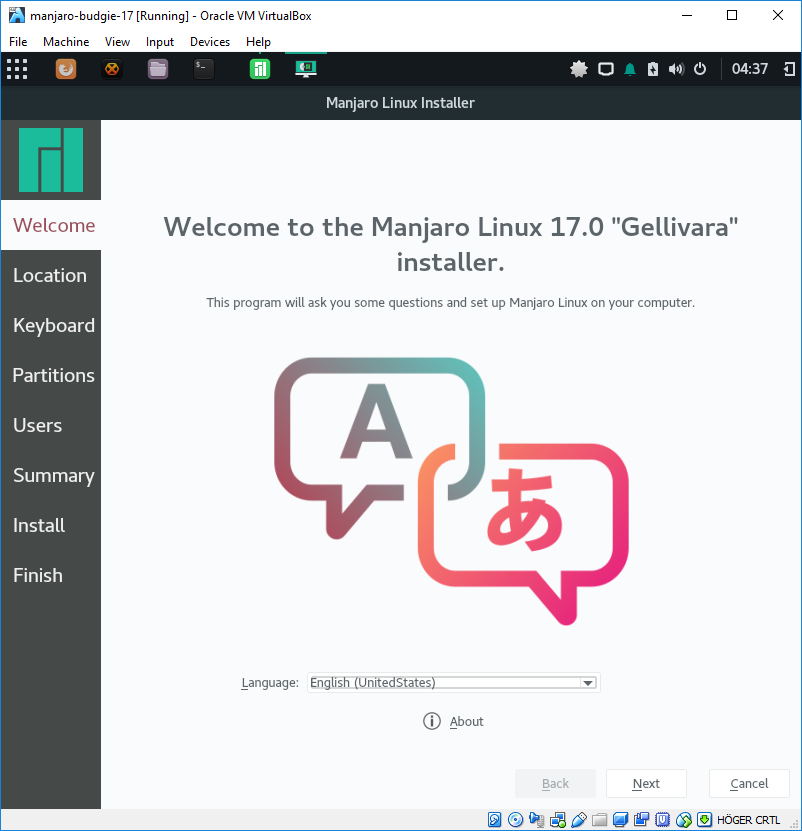 manjaro-budgie-17 [Running] - Oracle VM VirtualBox
File Machine View Input Devices Help
04:37
Manjaro Linux Installer
Welcome
Location
Keyboard
Partitions
Users
Summary
Install
Finish
Welcome to the Manjaro Linux 17.0 "Gellivara"
installer.
This program will ask you some questions and set up Manjaro Linux on your computer.
A
あ
Language: English (UnitedStates)
About
Back Next Cancel
HÖGER CRTL